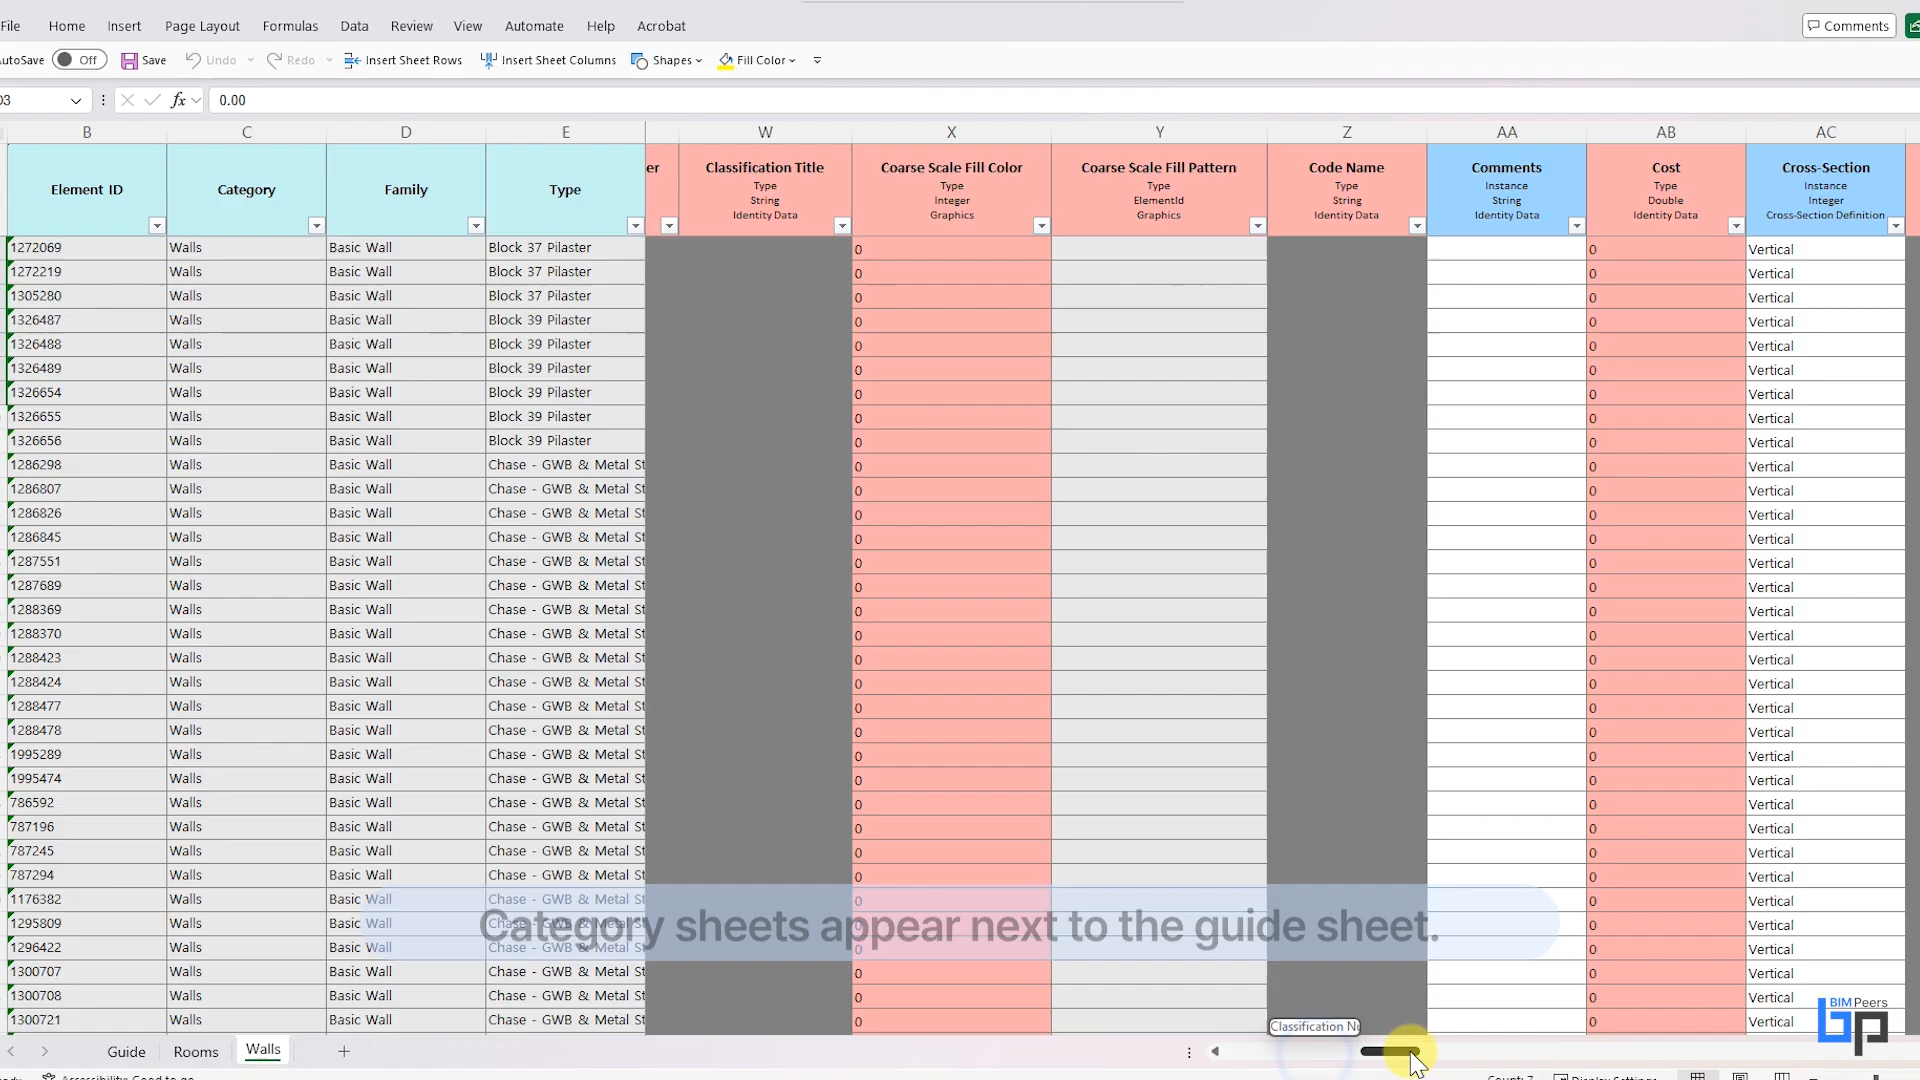 File Home Insert Page Layout Formulas Data Review View Automate Help Acrobat Comments
AutoSave Off Save Undo Redo Insert Sheet Rows Insert Sheet Columns Shapes Fill Color
fx 0.00
B C D E W X Y Z AA AB AC
Element ID Category Family Type er Classification Title Coarse Scale Fill Color Coarse Scale Fill Pattern Code Name Comments Cost Cross-Section
Type Type Type Type Instance Type Instance
String Integer ElementId String String Double Integer
Identity Data Graphics Graphics Identity Data Identity Data Identity Data Cross-Section Definition
1272069 Walls Basic Wall Block 37 Pilaster 0 0 Vertical
1272219 Walls Basic Wall Block 37 Pilaster 0 0 Vertical
1305280 Walls Basic Wall Block 37 Pilaster 0 0 Vertical
1326487 Walls Basic Wall Block 39 Pilaster 0 0 Vertical
1326488 Walls Basic Wall Block 39 Pilaster 0 0 Vertical
1326489 Walls Basic Wall Block 39 Pilaster 0 0 Vertical
1326654 Walls Basic Wall Block 39 Pilaster 0 0 Vertical
1326655 Walls Basic Wall Block 39 Pilaster 0 0 Vertical
1326656 Walls Basic Wall Block 39 Pilaster 0 0 Vertical
1286298 Walls Basic Wall Chase - GWB & Metal St 0 0 Vertical
1286807 Walls Basic Wall Chase - GWB & Metal St 0 0 Vertical
1286826 Walls Basic Wall Chase - GWB & Metal St 0 0 Vertical
1286845 Walls Basic Wall Chase - GWB & Metal St 0 0 Vertical
1287551 Walls Basic Wall Chase - GWB & Metal St 0 0 Vertical
1287689 Walls Basic Wall Chase - GWB & Metal St 0 0 Vertical
1288369 Walls Basic Wall Chase - GWB & Metal St 0 0 Vertical
1288370 Walls Basic Wall Chase - GWB & Metal St 0 0 Vertical
1288423 Walls Basic Wall Chase - GWB & Metal St 0 0 Vertical
1288424 Walls Basic Wall Chase - GWB & Metal St 0 0 Vertical
1288477 Walls Basic Wall Chase - GWB & Metal St 0 0 Vertical
1288478 Walls Basic Wall Chase - GWB & Metal St 0 0 Vertical
1995289 Walls Basic Wall Chase - GWB & Metal St 0 0 Vertical
1995474 Walls Basic Wall Chase - GWB & Metal St 0 0 Vertical
786592 Walls Basic Wall Chase - GWB & Metal St 0 0 Vertical
787196 Walls Basic Wall Chase - GWB & Metal St 0 0 Vertical
787245 Walls Basic Wall Chase - GWB & Metal St 0 0 Vertical
787294 Walls Basic Wall Chase - GWB & Metal St 0 0 Vertical
1176382 Walls Basic Wall Chase - GWB & Metal St 0 0 Vertical
1295809 Walls Basic Wall Chase - GWB & Metal St 0 0 Vertical
Category sheets appear next to the guide sheet.
1296422 Walls Basic Wall Chase - GWB & Metal St 0 0 Vertical
1300707 Walls Basic Wall Chase - GWB & Metal St 0 0 Vertical
1300708 Walls Basic Wall Chase - GWB & Metal St 0 0 Vertical
1300721 Walls Basic Wall Chase - GWB & Metal St 0 0 Vertical
Classification Nu
BIM Peers
bp
Guide Rooms Walls